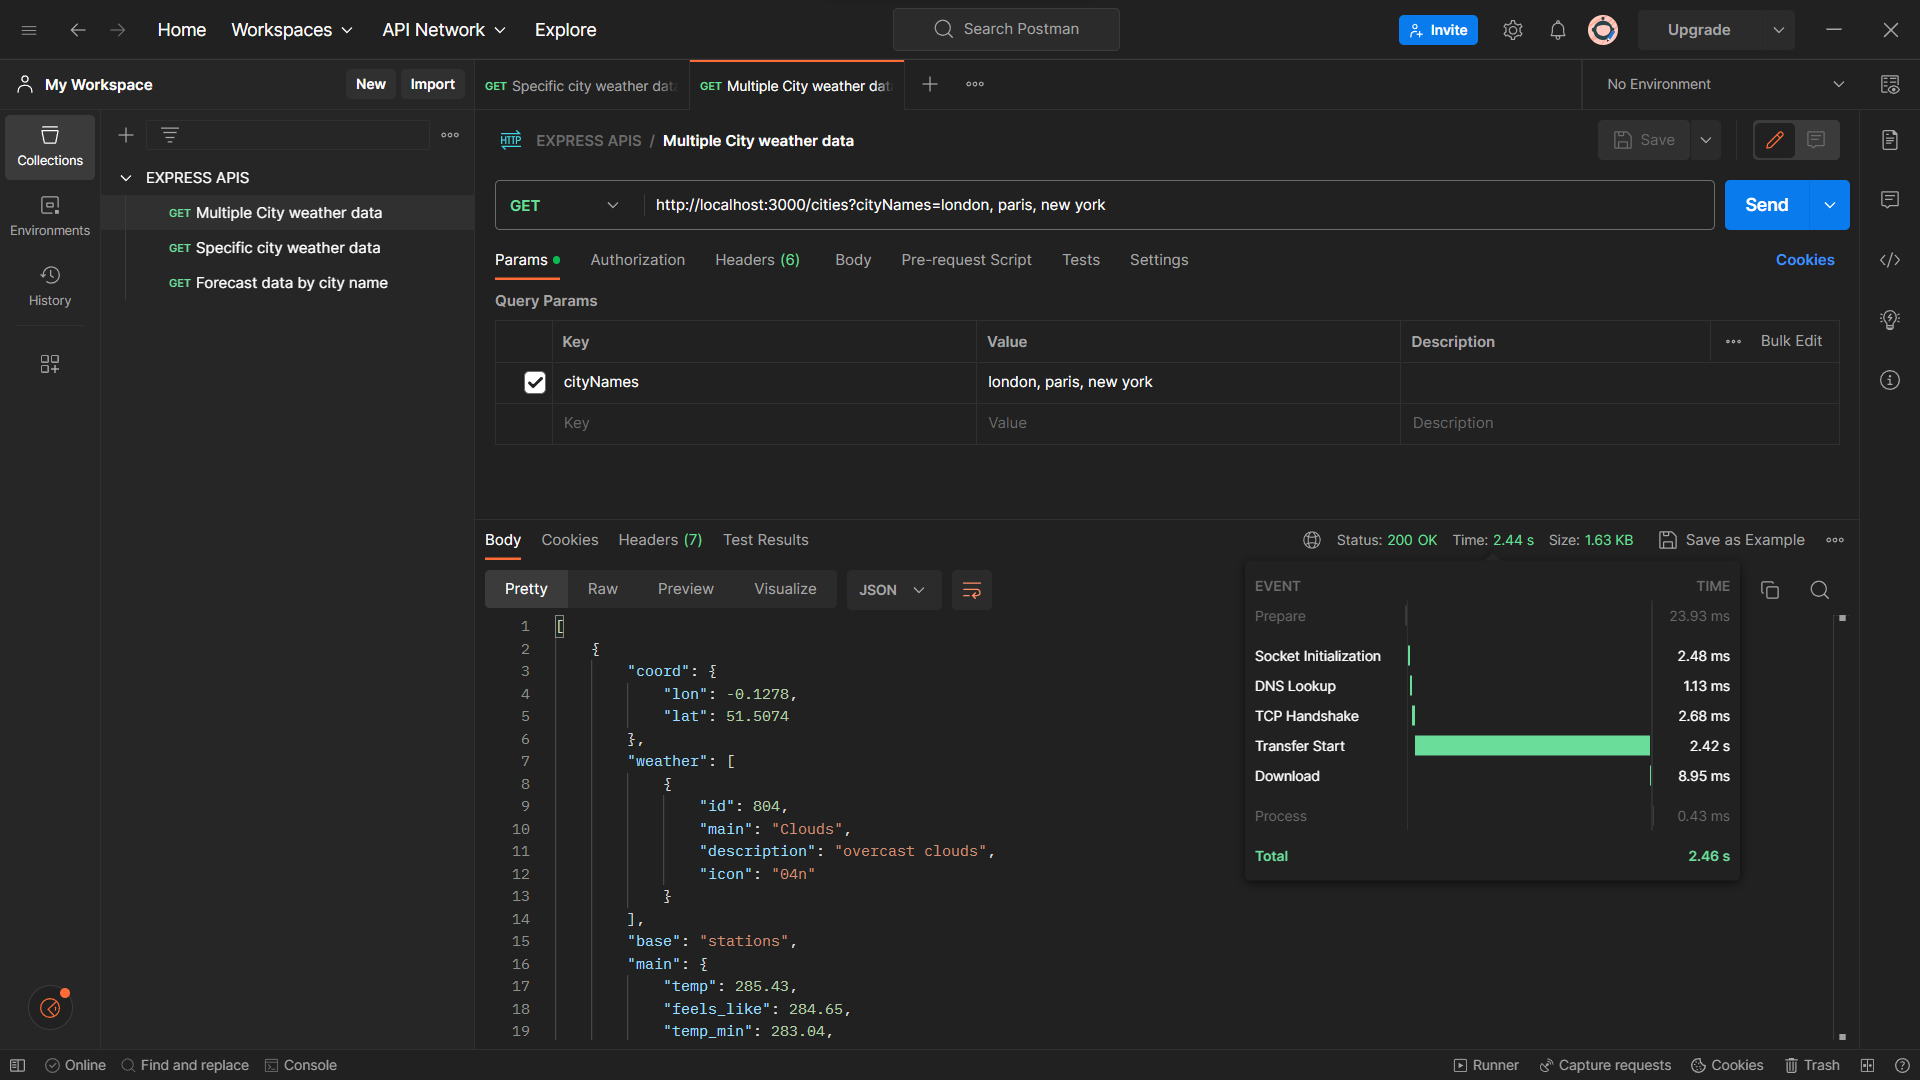 Home Workspaces API Network Explore Search Postman Invite Upgrade
My Workspace New Import GET Specific city weather dat GET Multiple City weather dat No Environment
Collections
Environments
History
EXPRESS APIS
GET Multiple City weather data
GET Specific city weather data
GET Forecast data by city name
HTTP EXPRESS APIS / Multiple City weather data Save
GET http://localhost:3000/cities?cityNames=london, paris, new york Send
Params Authorization Headers (6) Body Pre-request Script Tests Settings Cookies
Query Params
Key Value Description Bulk Edit
cityNames london, paris, new york
Key Value Description
Body Cookies Headers (7) Test Results Status: 200 OK Time: 2.44 s Size: 1.63 KB Save as Example
Pretty Raw Preview Visualize JSON
1 [
2 {
3 "coord": {
4 "lon": -0.1278,
5 "lat": 51.5074
6 },
7 "weather": [
8 {
9 "id": 804,
10 "main": "Clouds",
11 "description": "overcast clouds",
12 "icon": "04n"
13 }
14 ],
15 "base": "stations",
16 "main": {
17 "temp": 285.43,
18 "feels_like": 284.65,
19 "temp_min": 283.04,
EVENT TIME
Prepare 23.93 ms
Socket Initialization 2.48 ms
DNS Lookup 1.13 ms
TCP Handshake 2.68 ms
Transfer Start 2.42 s
Download 8.95 ms
Process 0.43 ms
Total 2.46 s
Online Find and replace Console Runner Capture requests Cookies Trash